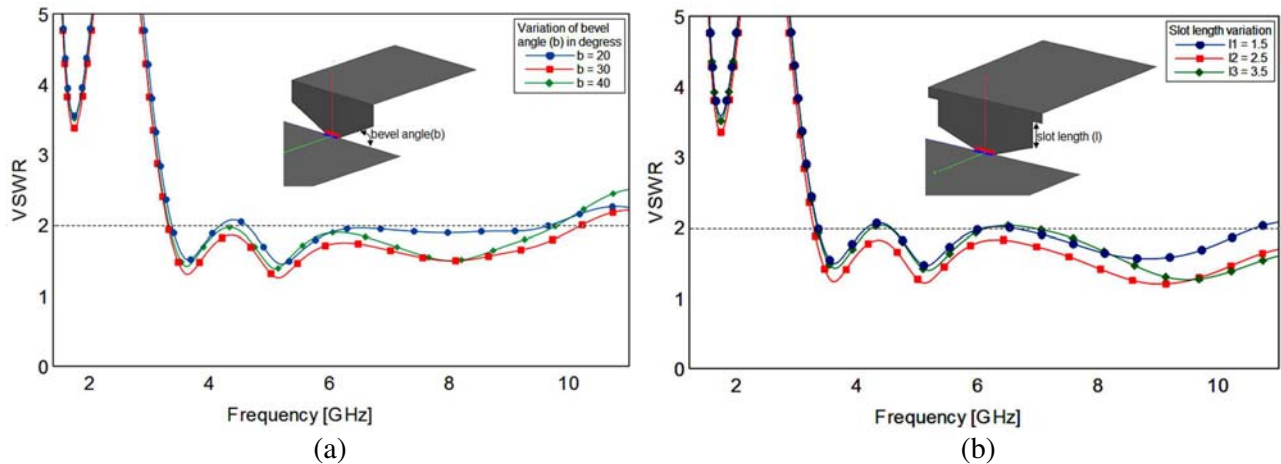 5
4
3
2
1
0
VSWR
2
4
6
8
10
Frequency [GHz]
Variation of bevel
angle (b) in degress
b = 20
b = 30
b = 40
bevel angle(b)
(a)
5
4
3
2
1
0
VSWR
2
4
6
8
10
Frequency [GHz]
Slot length variation
l1 = 1.5
l2 = 2.5
l3 = 3.5
slot length (l)
(b)